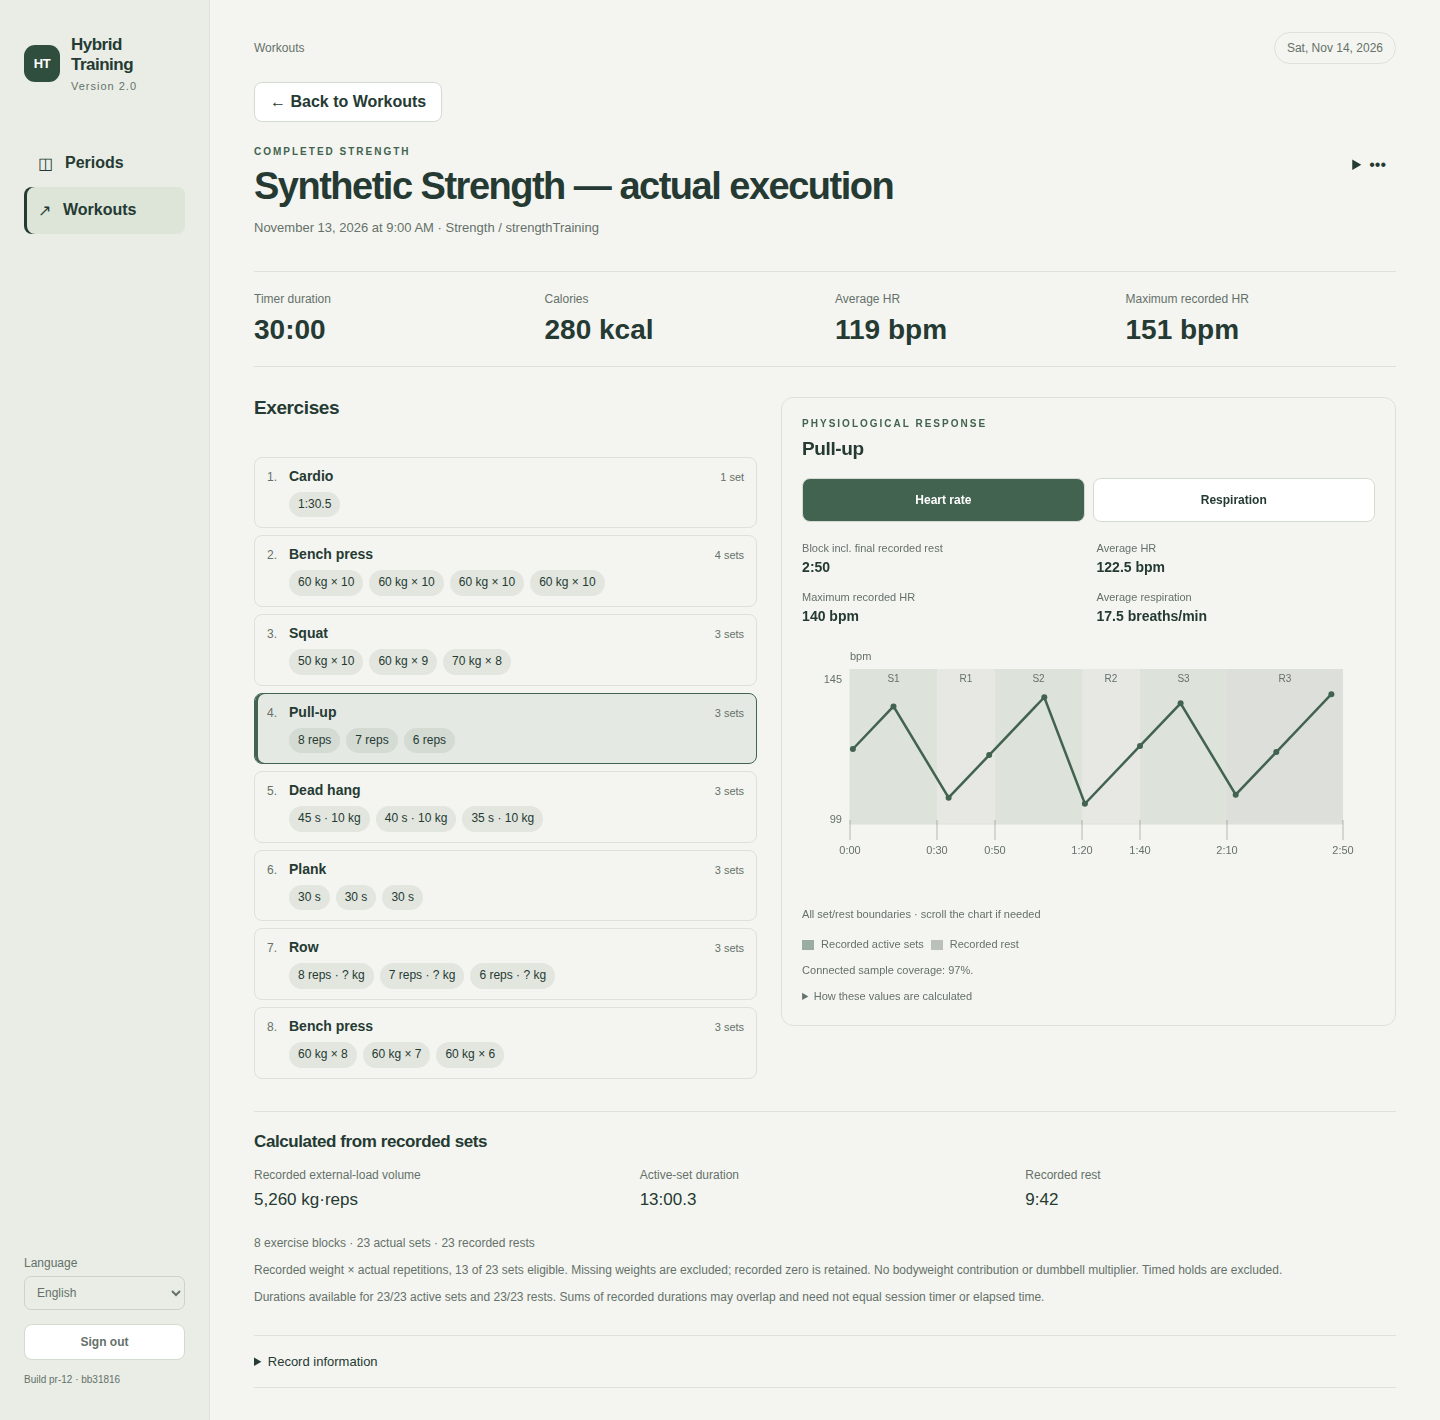 HT
Hybrid
Training
Version 2.0
Periods
Workouts
Language
English
Sign out
Build pr-12 · bb31816
Workouts
Sat, Nov 14, 2026
← Back to Workouts
COMPLETED STRENGTH
Synthetic Strength — actual execution
November 13, 2026 at 9:00 AM · Strength / strengthTraining
Timer duration
30:00
Calories
280 kcal
Average HR
119 bpm
Maximum recorded HR
151 bpm
Exercises
1. Cardio 1 set
1:30.5
2. Bench press 4 sets
60 kg × 10 60 kg × 10 60 kg × 10 60 kg × 10
3. Squat 3 sets
50 kg × 10 60 kg × 9 70 kg × 8
4. Pull-up 3 sets
8 reps 7 reps 6 reps
5. Dead hang 3 sets
45 s · 10 kg 40 s · 10 kg 35 s · 10 kg
6. Plank 3 sets
30 s 30 s 30 s
7. Row 3 sets
8 reps · ? kg 7 reps · ? kg 6 reps · ? kg
8. Bench press 3 sets
60 kg × 8 60 kg × 7 60 kg × 6
PHYSIOLOGICAL RESPONSE
Pull-up
Heart rate Respiration
Block incl. final recorded rest
2:50
Average HR
122.5 bpm
Maximum recorded HR
140 bpm
Average respiration
17.5 breaths/min
bpm
145 S1 R1 S2 R2 S3 R3
99
0:00 0:30 0:50 1:20 1:40 2:10 2:50
All set/rest boundaries · scroll the chart if needed
Recorded active sets Recorded rest
Connected sample coverage: 97%.
How these values are calculated
Calculated from recorded sets
Recorded external-load volume
5,260 kg·reps
Active-set duration
13:00.3
Recorded rest
9:42
8 exercise blocks · 23 actual sets · 23 recorded rests
Recorded weight × actual repetitions, 13 of 23 sets eligible. Missing weights are excluded; recorded zero is retained. No bodyweight contribution or dumbbell multiplier. Timed holds are excluded.
Durations available for 23/23 active sets and 23/23 rests. Sums of recorded durations may overlap and need not equal session timer or elapsed time.
Record information